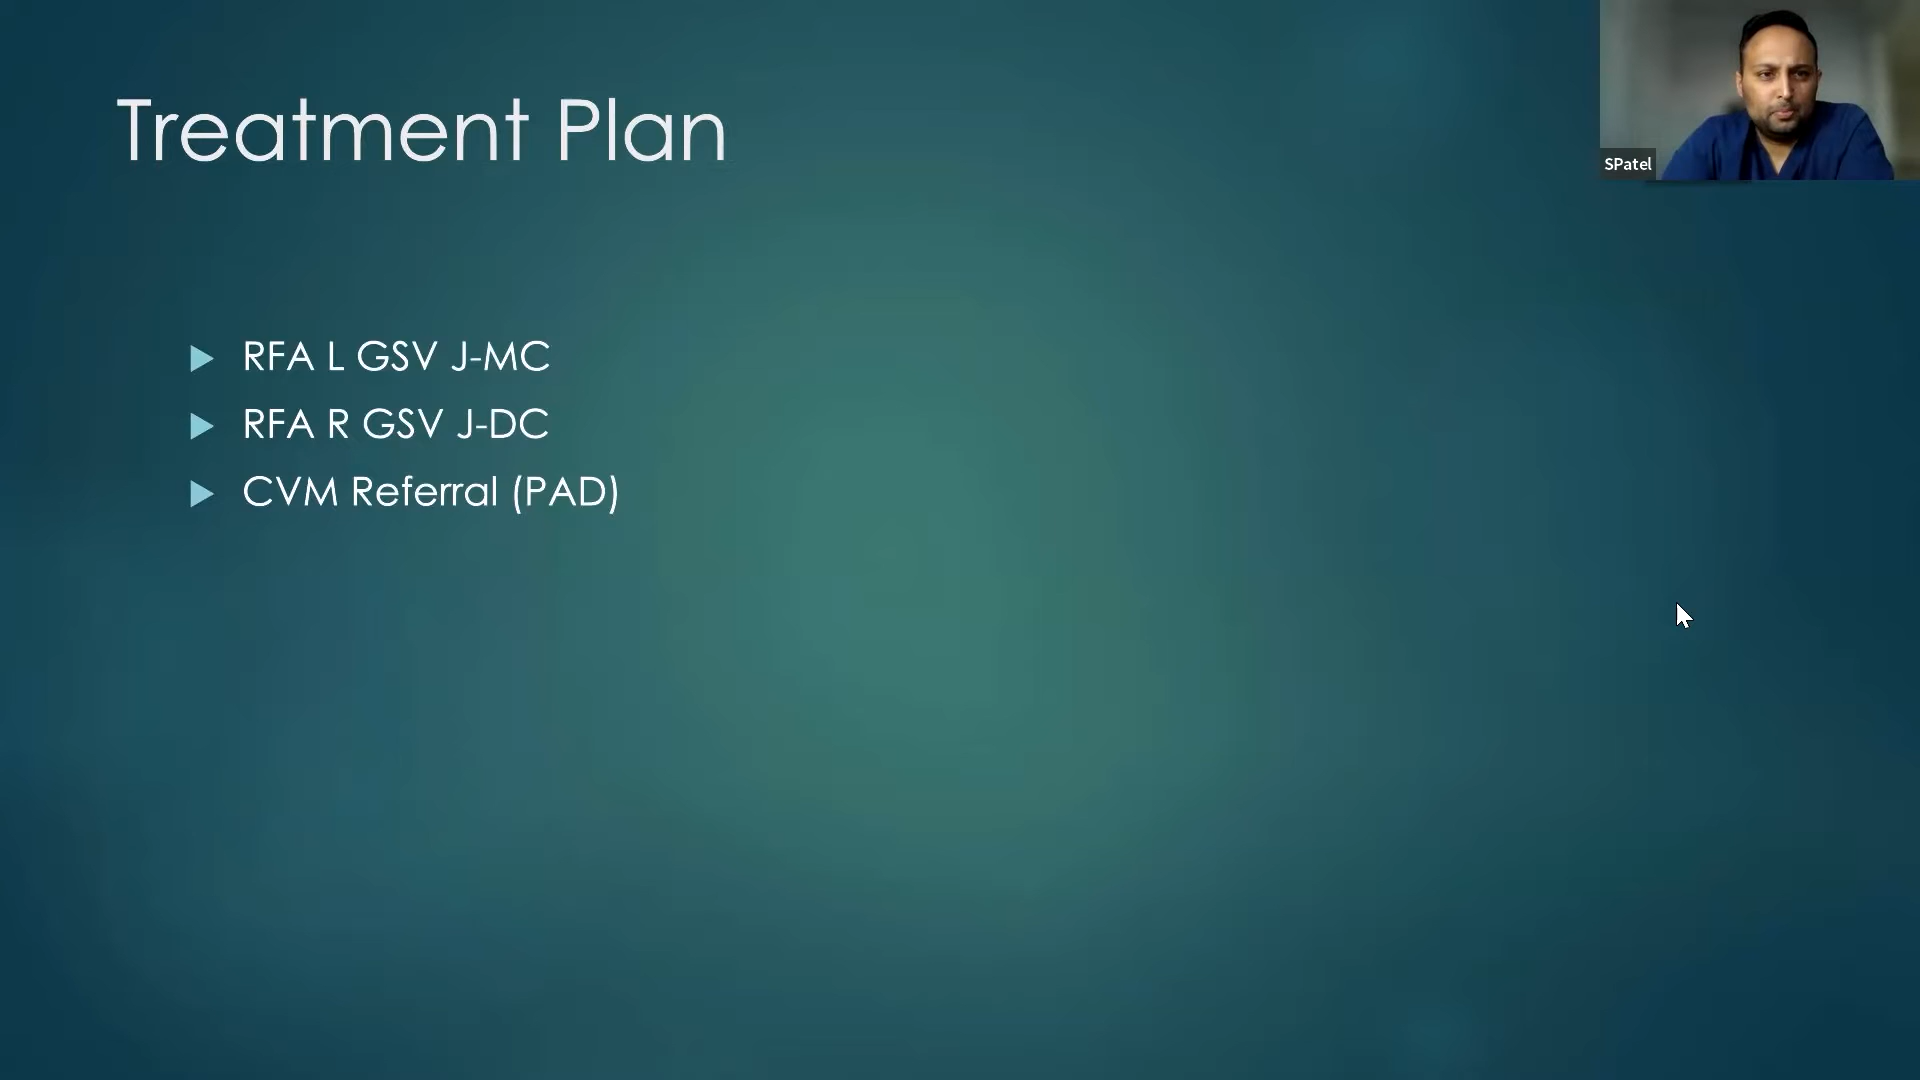 Treatment Plan
SPatel
RFA L GSV J-MC
RFA R GSV J-DC
CVM Referral (PAD)